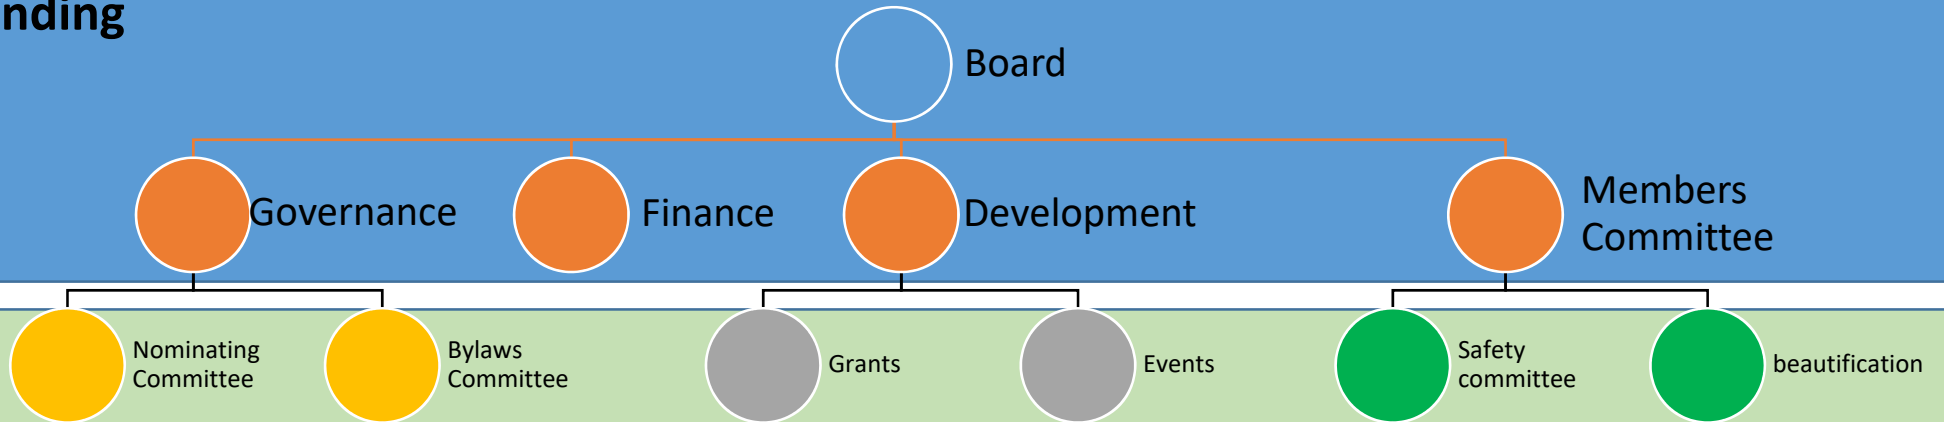 nding
Board
Governance
Finance
Development
Members
Committee
Nominating
Committee
Bylaws
Committee
Grants
Events
Safety
committee
beautification